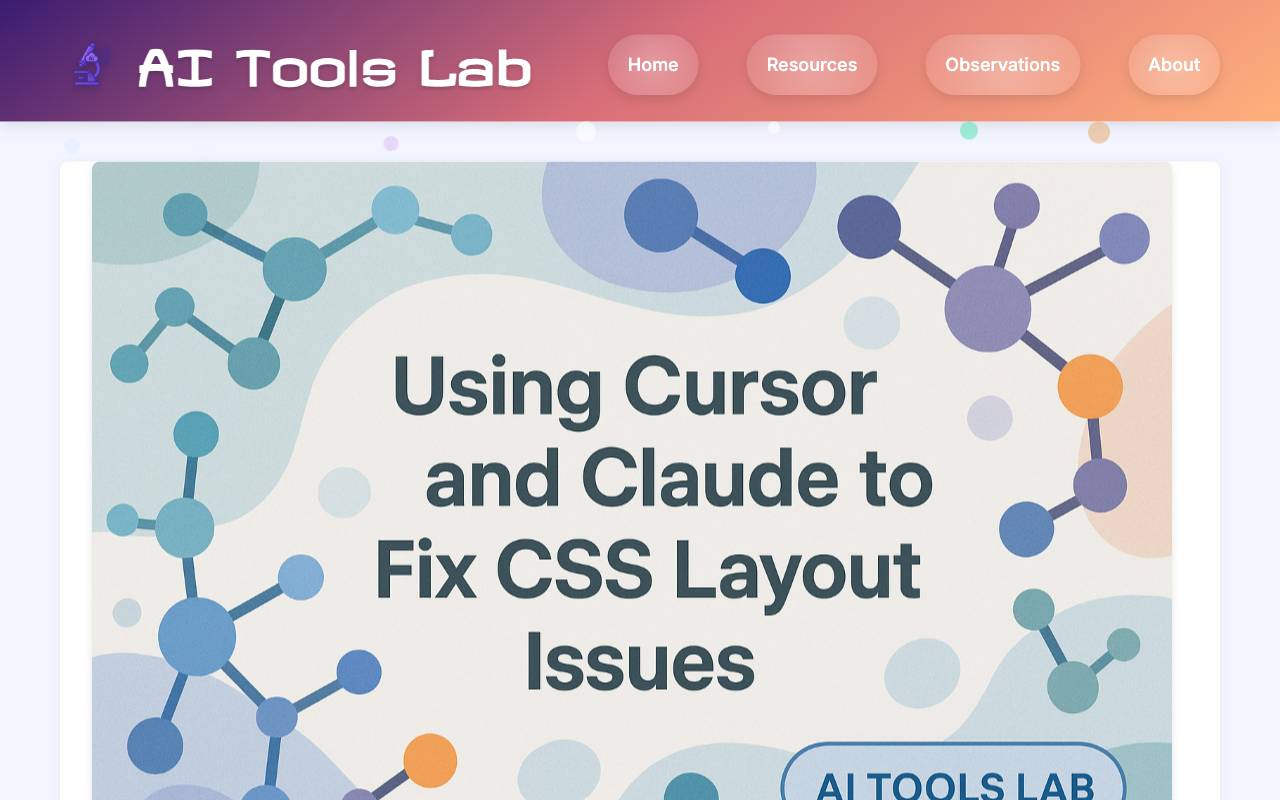 AI Tools Lab
Home
Resources
Observations
About
Using Cursor
and Claude to
Fix CSS Layout
Issues
AI TOOLS LAB